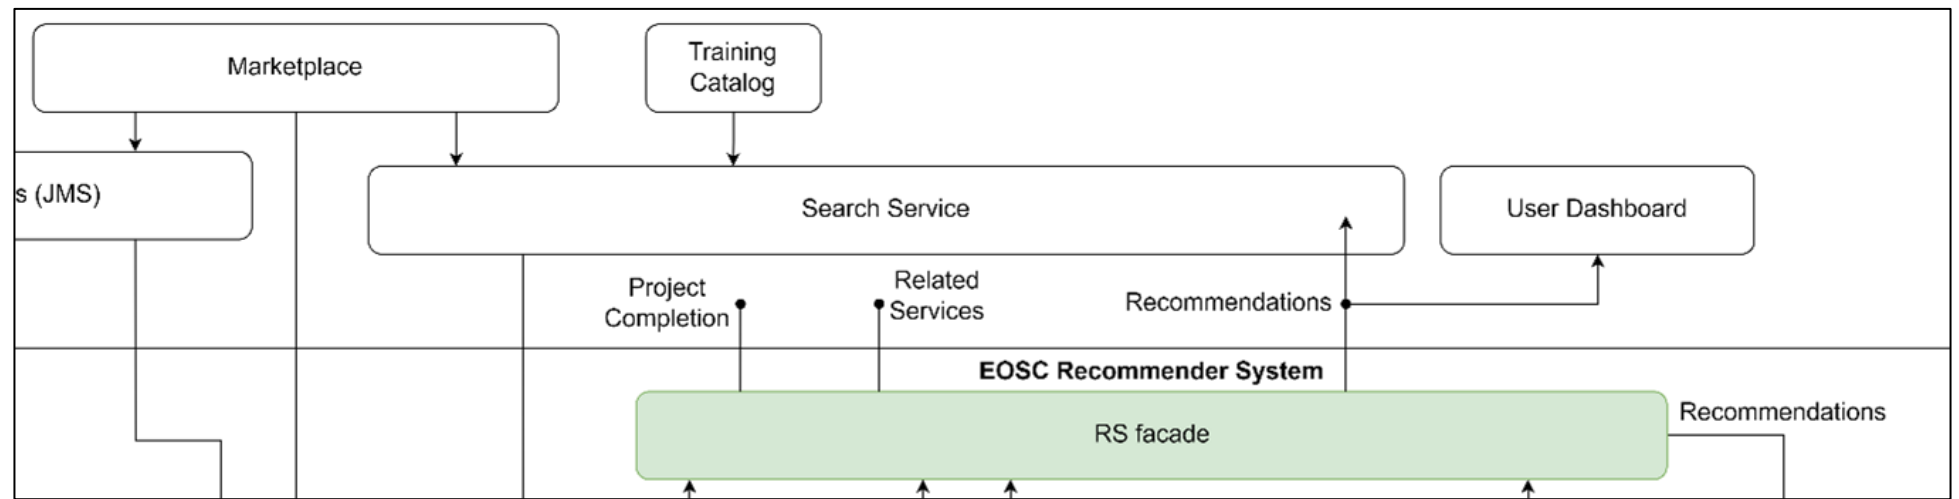 Marketplace
Training
Catalog
s (JMS)
Search Service
User Dashboard
Project
Completion
Related
Services
Recommendations
EOSC Recommender System
RS facade
Recommendations